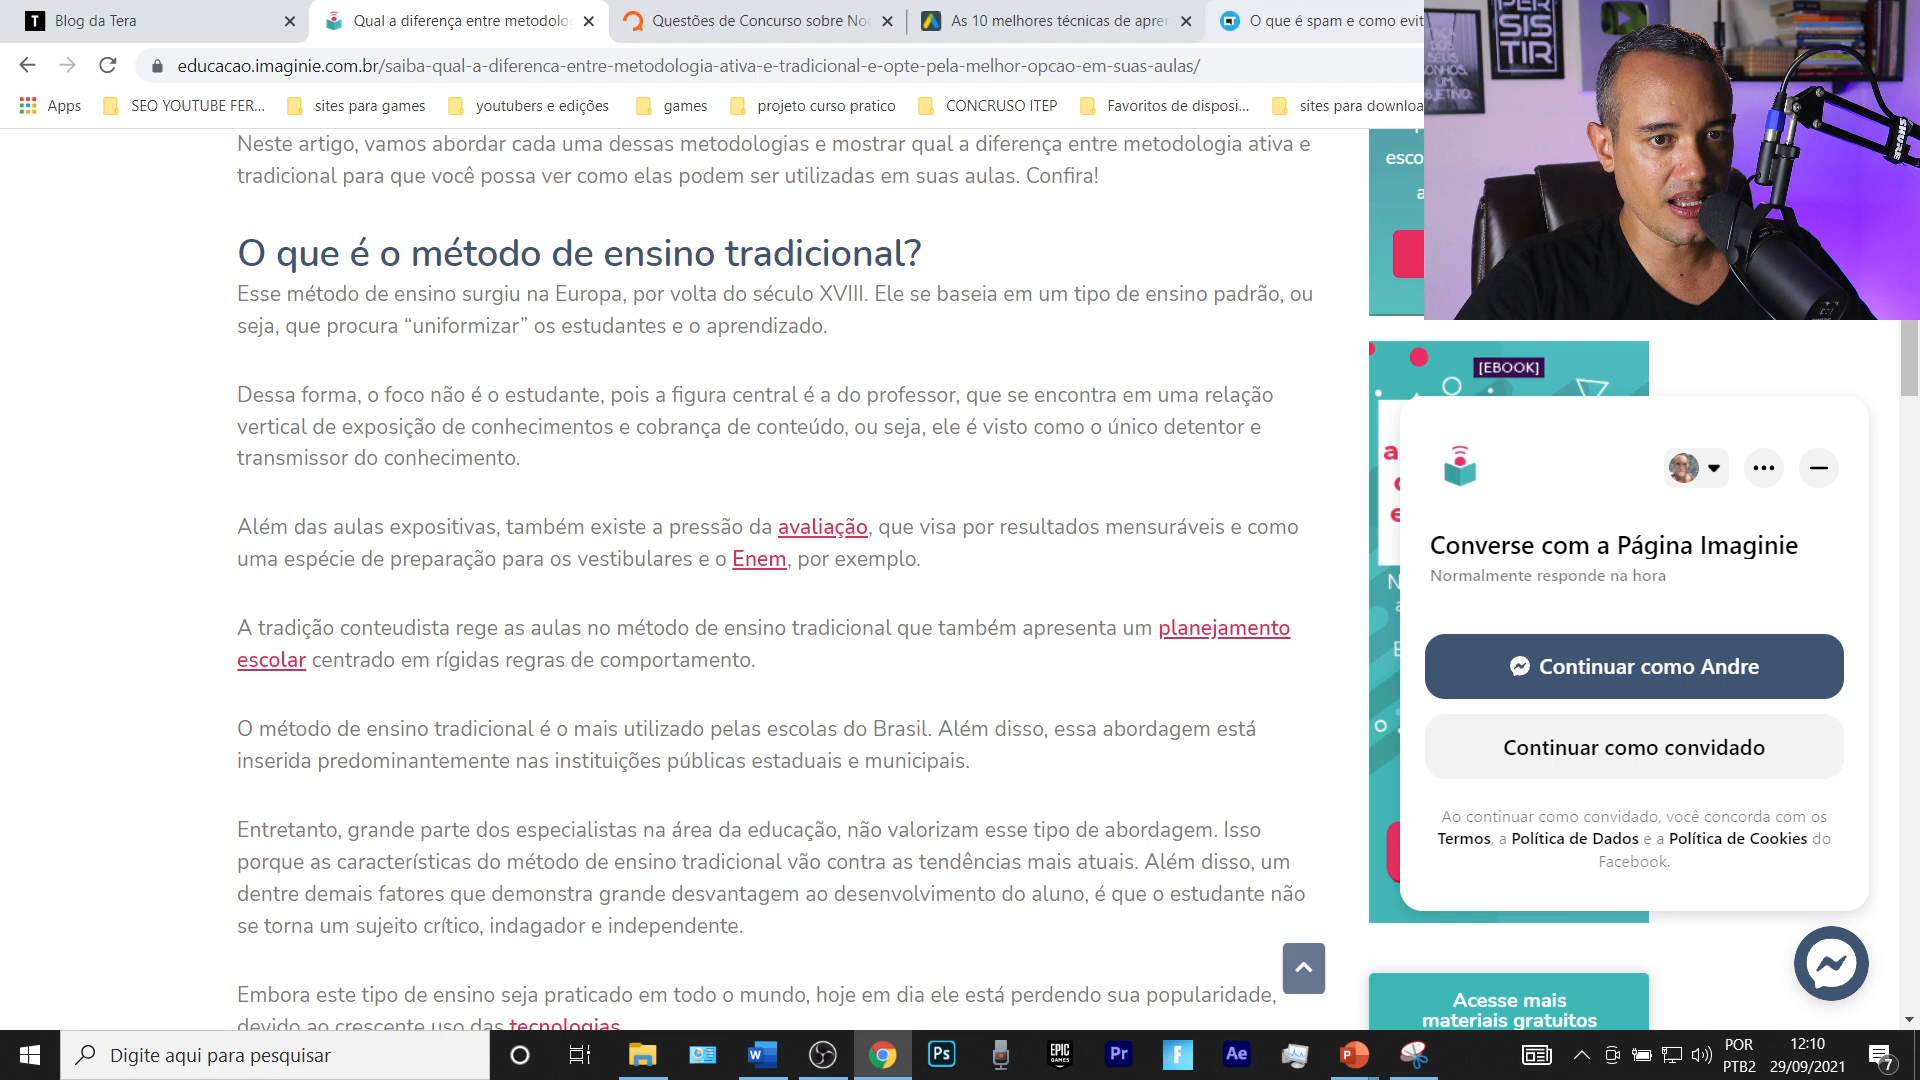 Blog da Tera
Qual a diferença entre metodolo
Questões de Concurso sobre No
As 10 melhores técnicas de apre
O que é spam e como evit
educacao.imaginie.com.br/saiba-qual-a-diferenca-entre-metodologia-ativa-e-tradicional-e-opte-pela-melhor-opcao-em-suas-aulas/
Apps
SEO YOUTUBE FER...
sites para games
youtubers e edições
games
projeto curso pratico
CONCRUSO ITEP
Favoritos de disposi...
sites para downloa
PER
SIS
TIR
SHURE
Neste artigo, vamos abordar cada uma dessas metodologias e mostrar qual a diferença entre metodologia ativa e
tradicional para que você possa ver como elas podem ser utilizadas em suas aulas. Confira!
O que é o método de ensino tradicional?
Esse método de ensino surgiu na Europa, por volta do século XVIII. Ele se baseia em um tipo de ensino padrão, ou
seja, que procura “uniformizar” os estudantes e o aprendizado.
Dessa forma, o foco não é o estudante, pois a figura central é a do professor, que se encontra em uma relação
vertical de exposição de conhecimentos e cobrança de conteúdo, ou seja, ele é visto como o único detentor e
transmissor do conhecimento.
Além das aulas expositivas, também existe a pressão da avaliação, que visa por resultados mensuráveis e como
uma espécie de preparação para os vestibulares e o Enem, por exemplo.
A tradição conteudista rege as aulas no método de ensino tradicional que também apresenta um planejamento
escolar centrado em rígidas regras de comportamento.
O método de ensino tradicional é o mais utilizado pelas escolas do Brasil. Além disso, essa abordagem está
inserida predominantemente nas instituições públicas estaduais e municipais.
Entretanto, grande parte dos especialistas na área da educação, não valorizam esse tipo de abordagem. Isso
porque as características do método de ensino tradicional vão contra as tendências mais atuais. Além disso, um
dentre demais fatores que demonstra grande desvantagem ao desenvolvimento do aluno, é que o estudante não
se torna um sujeito crítico, indagador e independente.
Embora este tipo de ensino seja praticado em todo o mundo, hoje em dia ele está perdendo sua popularidade,
devido ao crescente uso das tecnologias.
esco
[EBOOK]
Converse com a Página Imaginie
Normalmente responde na hora
Continuar como Andre
Continuar como convidado
Ao continuar como convidado, você concorda com os
Termos, a Política de Dados e a Política de Cookies do
Facebook.
Acesse mais
materiais gratuitos
Digite aqui para pesquisar
Ps
EPIC
GAMES
Pr
Ae
POR
PTB2
12:10
29/09/2021
7